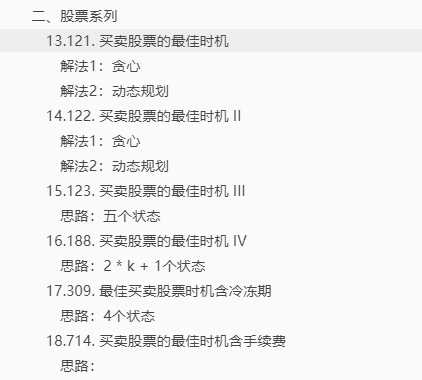 二、股票系列
13.121. 买卖股票的最佳时机
解法1：贪心
解法2：动态规划
14.122. 买卖股票的最佳时机 II
解法1：贪心
解法2：动态规划
15.123. 买卖股票的最佳时机 III
思路：五个状态
16.188. 买卖股票的最佳时机 IV
思路：2 * k + 1个状态
17.309. 最佳买卖股票时机含冷冻期
思路：4个状态
18.714. 买卖股票的最佳时机含手续费
思路：